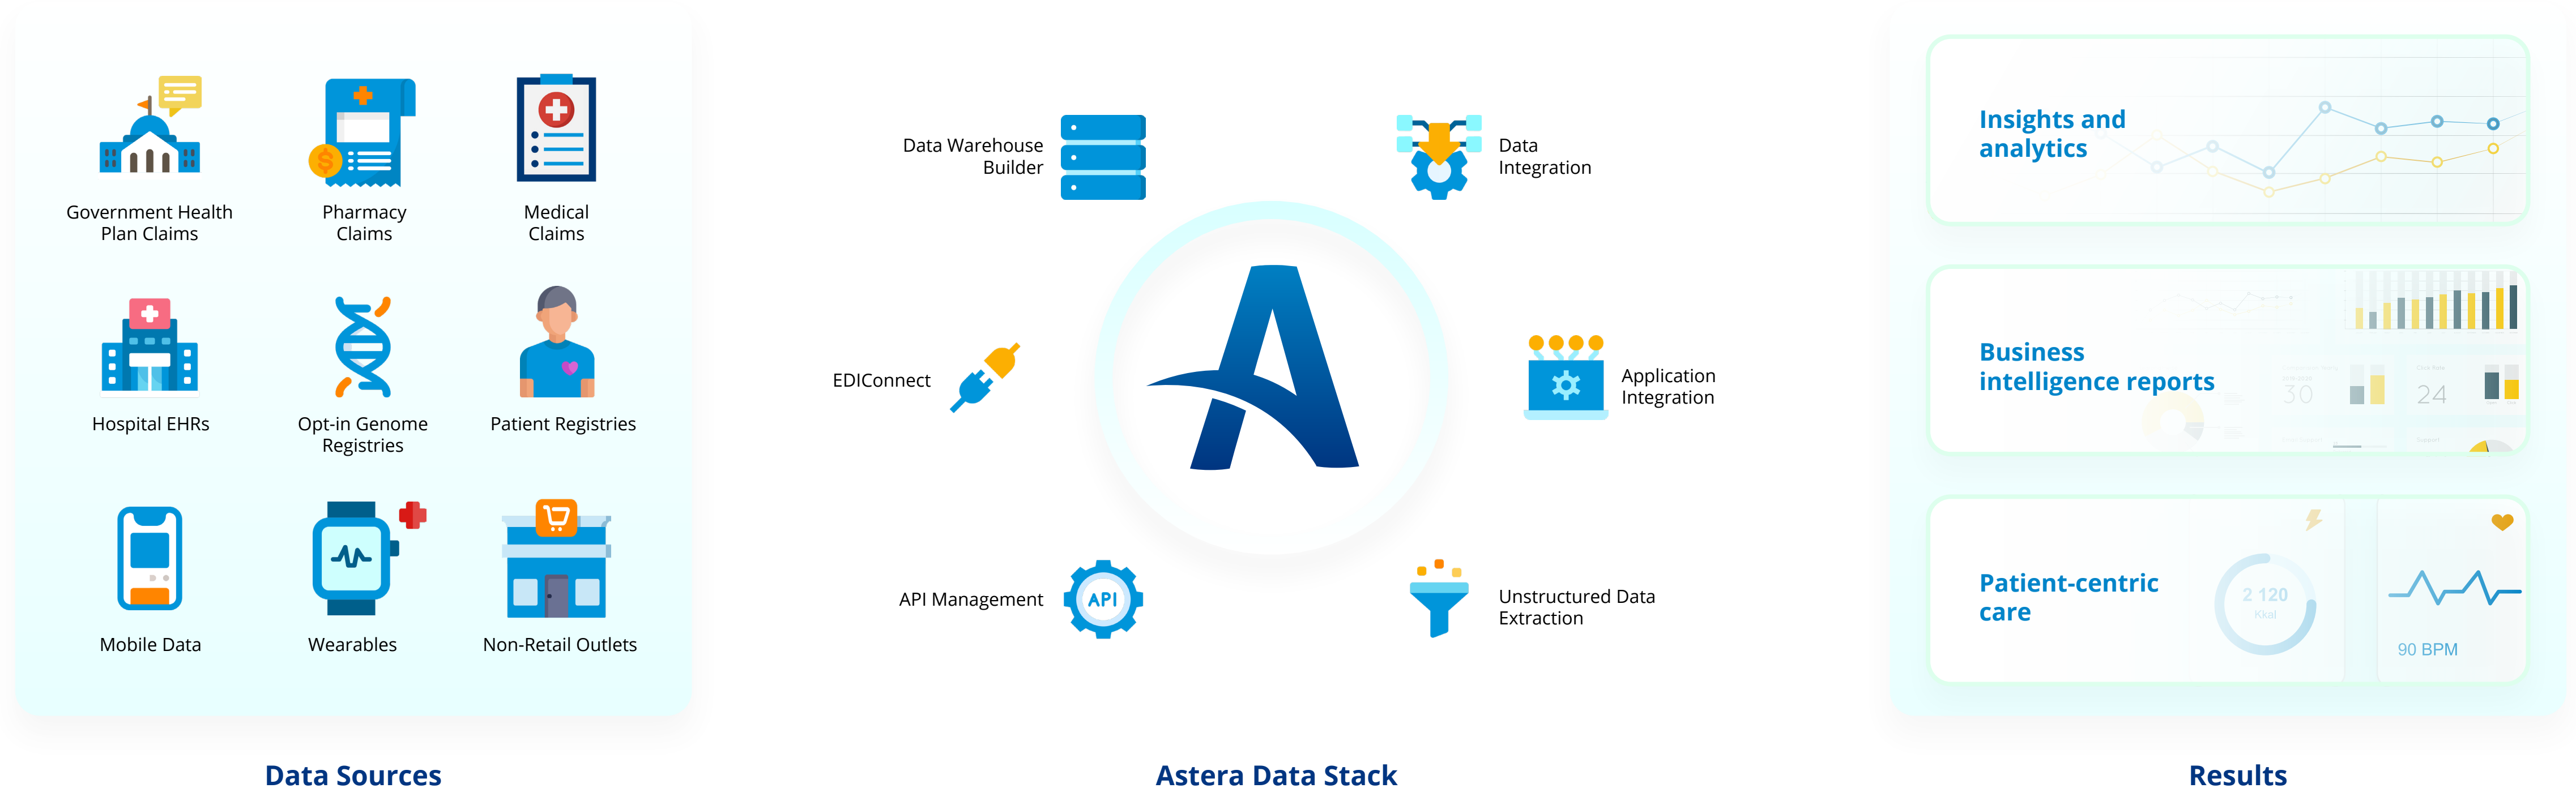 Government Health
Plan Claims
Pharmacy
Claims
Medical
Claims
Hospital EHRs
Opt-in Genome
Registries
Patient Registries
Mobile Data
Wearables
Non-Retail Outlets
Data Sources
Data Warehouse
Builder
Data
Integration
EDIConnect
Application
Integration
API Management
API
Unstructured Data
Extraction
Astera Data Stack
Insights and
analytics
Business
intelligence reports
30
24
Patient-centric
care
2 120
Kkal
90 BPM
Results